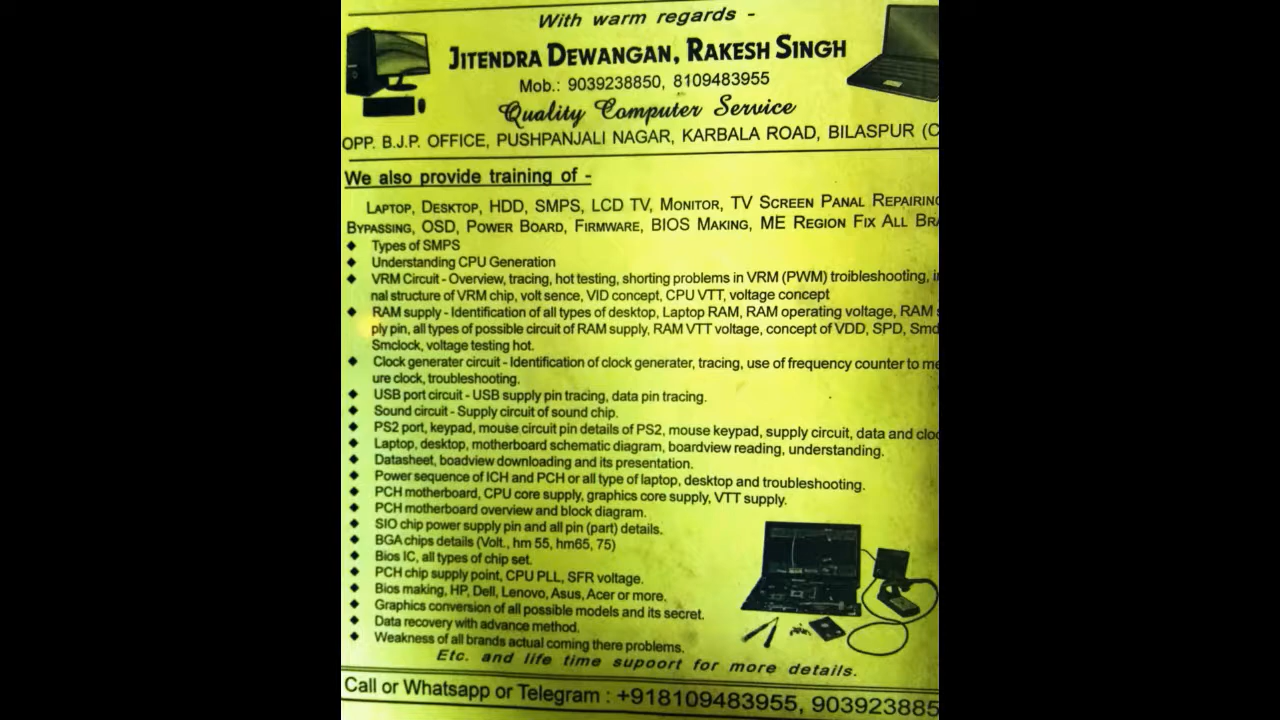 With warm regards -
JITENDRA DEWANGAN, RAKESH SINGH
Mob.: 9039238850, 8109483955
Quality Computer Service
OPP. B.J.P. OFFICE, PUSHPANJALI NAGAR, KARBALA ROAD, BILASPUR (C
We also provide training of -
LAPTOP, DESKTOP, HDD, SMPS, LCD TV, MONITOR, TV SCREEN PANAL REPAIRING
BYPASSING, OSD, POWER BOARD, FIRMWARE, BIOS MAKING, ME REGION FIX ALL BRA
◆ Types of SMPS
◆ Understanding CPU Generation
◆ VRM Circuit - Overview, tracing, hot testing, shorting problems in VRM (PWM) troibleshooting, in
nal structure of VRM chip, volt sence, VID concept, CPU VTT, voltage concept
◆ RAM supply - Identification of all types of desktop, Laptop RAM, RAM operating voltage, RAM s
ply pin, all types of possible circuit of RAM supply, RAM VTT voltage, concept of VDD, SPD, Smd
Smclock, voltage testing hot.
◆ Clock generater circuit - Identification of clock generater, tracing, use of frequency counter to me
ure clock, troubleshooting.
◆ USB port circuit - USB supply pin tracing, data pin tracing.
◆ Sound circuit - Supply circuit of sound chip.
◆ PS2 port, keypad, mouse circuit pin details of PS2, mouse keypad, supply circuit, data and cloc
◆ Laptop, desktop, motherboard schematic diagram, boardview reading, understanding.
◆ Datasheet, boadview downloading and its presentation.
◆ Power sequence of ICH and PCH or all type of laptop, desktop and troubleshooting.
◆ PCH motherboard, CPU core supply, graphics core supply, VTT supply.
◆ PCH motherboard overview and block diagram.
◆ SIO chip power supply pin and all pin (part) details.
◆ BGA chips details (Volt., hm 55, hm65, 75)
◆ Bios IC, all types of chip set.
◆ PCH chip supply point, CPU PLL, SFR voltage.
◆ Bios making, HP, Dell, Lenovo, Asus, Acer or more.
◆ Graphics conversion of all possible models and its secret.
◆ Data recovery with advance method.
◆ Weakness of all brands actual coming there problems.
Etc. and life time supoort for more details.
Call or Whatsapp or Telegram : +918109483955, 903923885